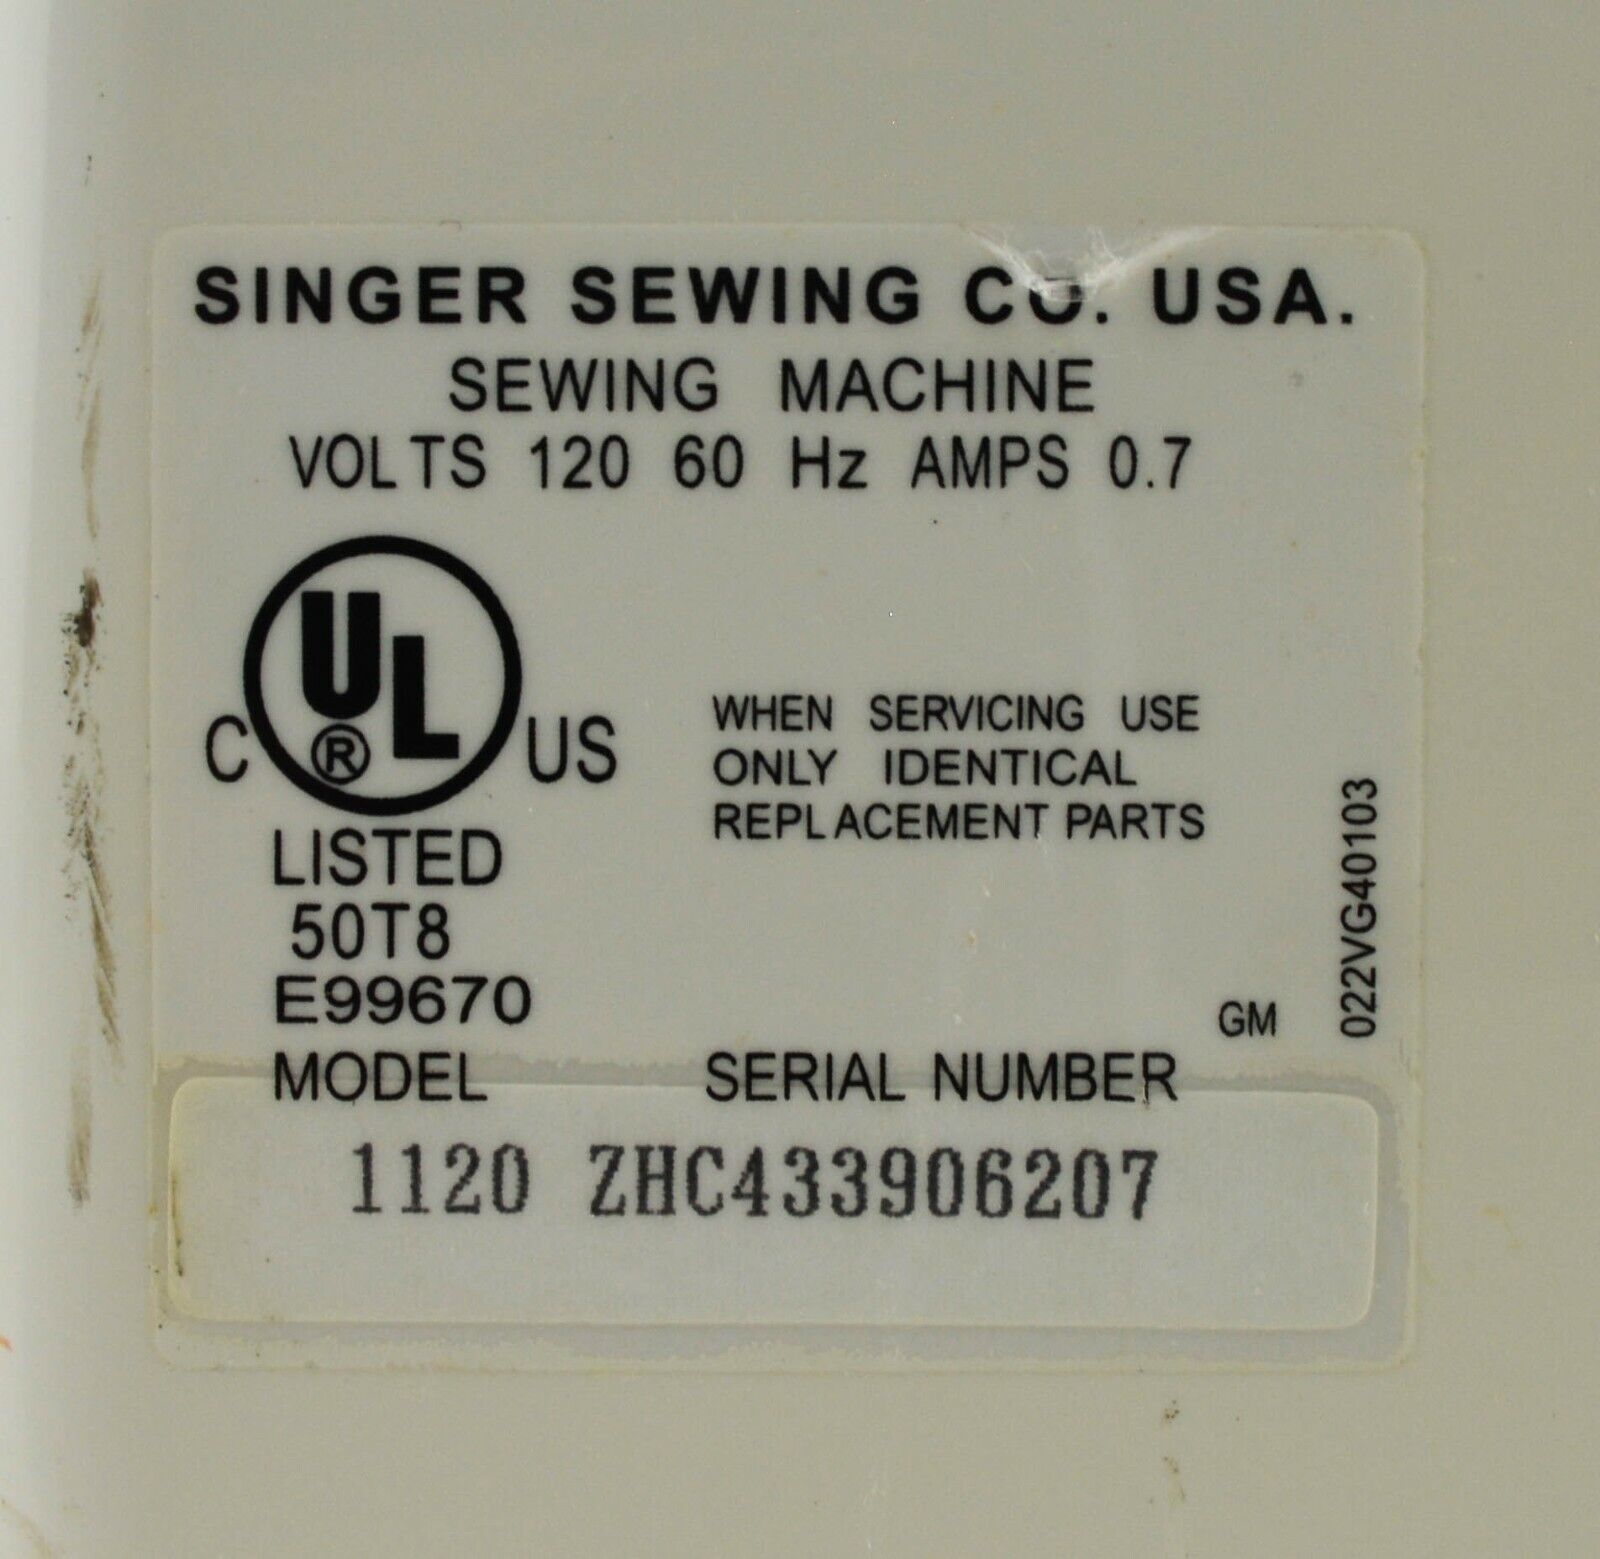 SINGER SEWING CO. USA.
SEWING MACHINE
VOLTS 120 60 Hz AMPS 0.7
UL
®
C US
LISTED
50T8
E99670
WHEN SERVICING USE
ONLY IDENTICAL
REPLACEMENT PARTS
GM
022VG40103
MODEL SERIAL NUMBER
1120 ZHC433906207